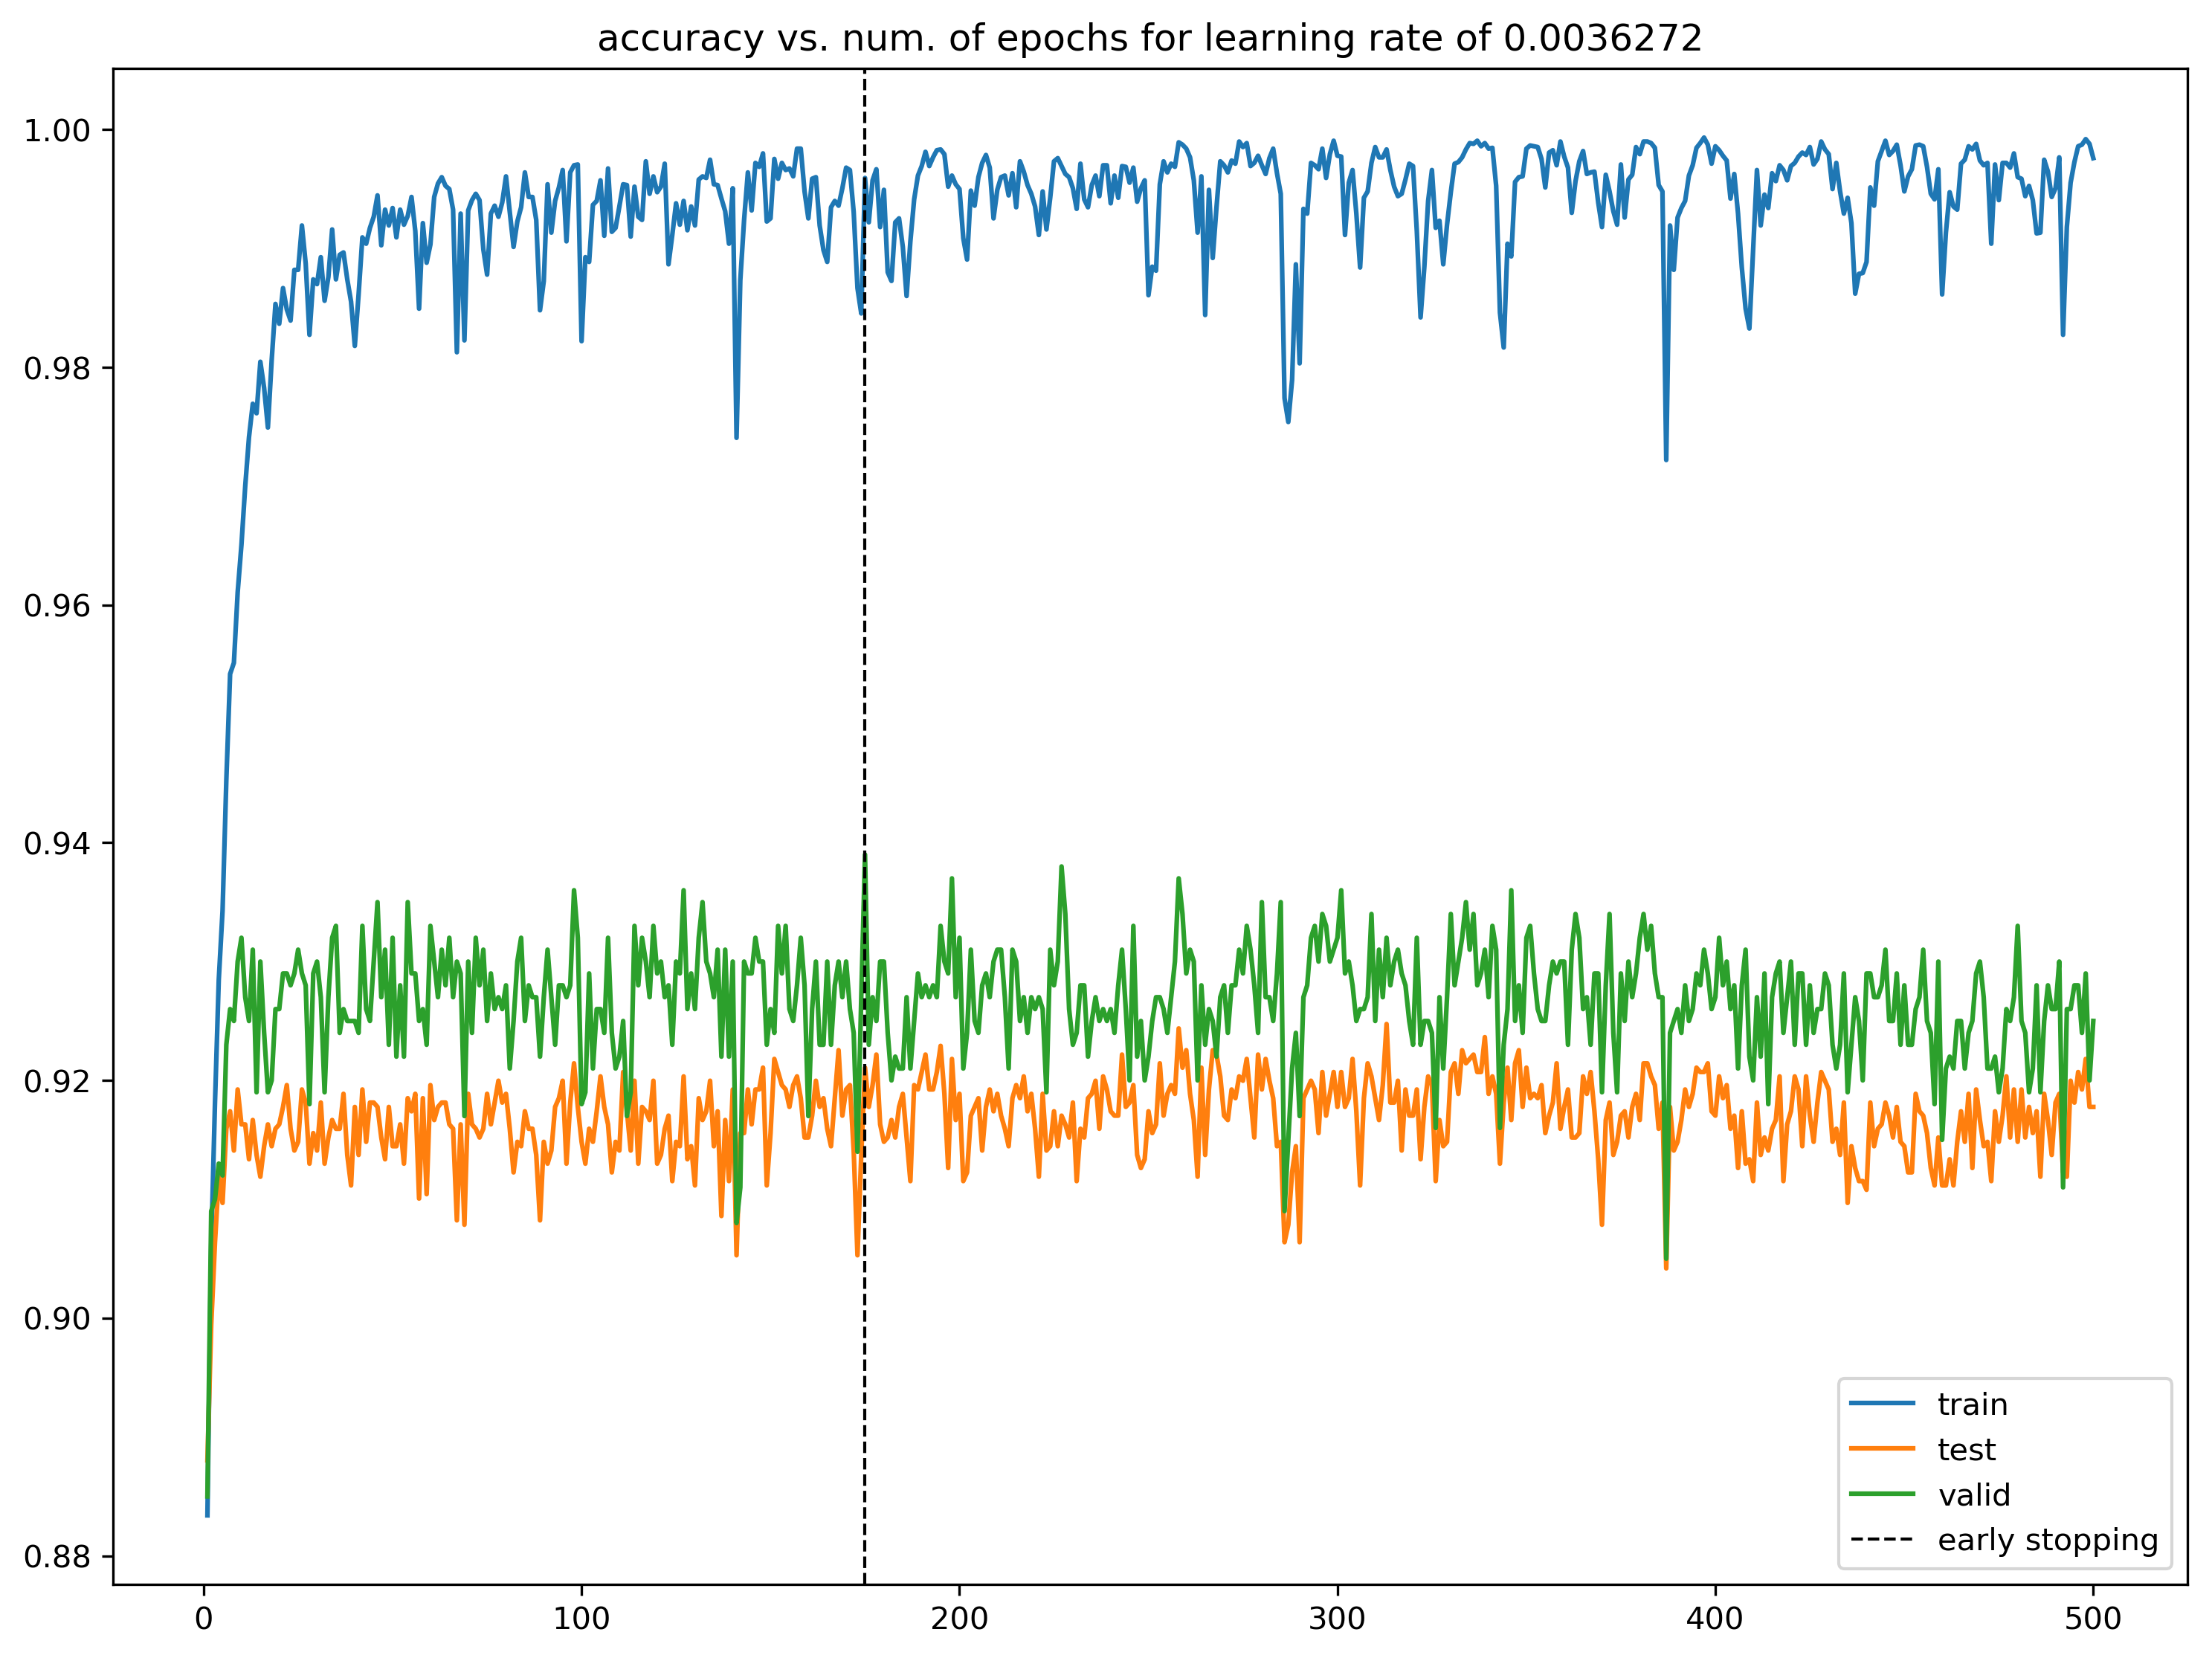 accuracy vs. num. of epochs for learning rate of 0.0036272
1.00
0.98
0.96
0.94
0.92
0.90
0.88
train
test
valid
early stopping
0 100 200 300 400 500